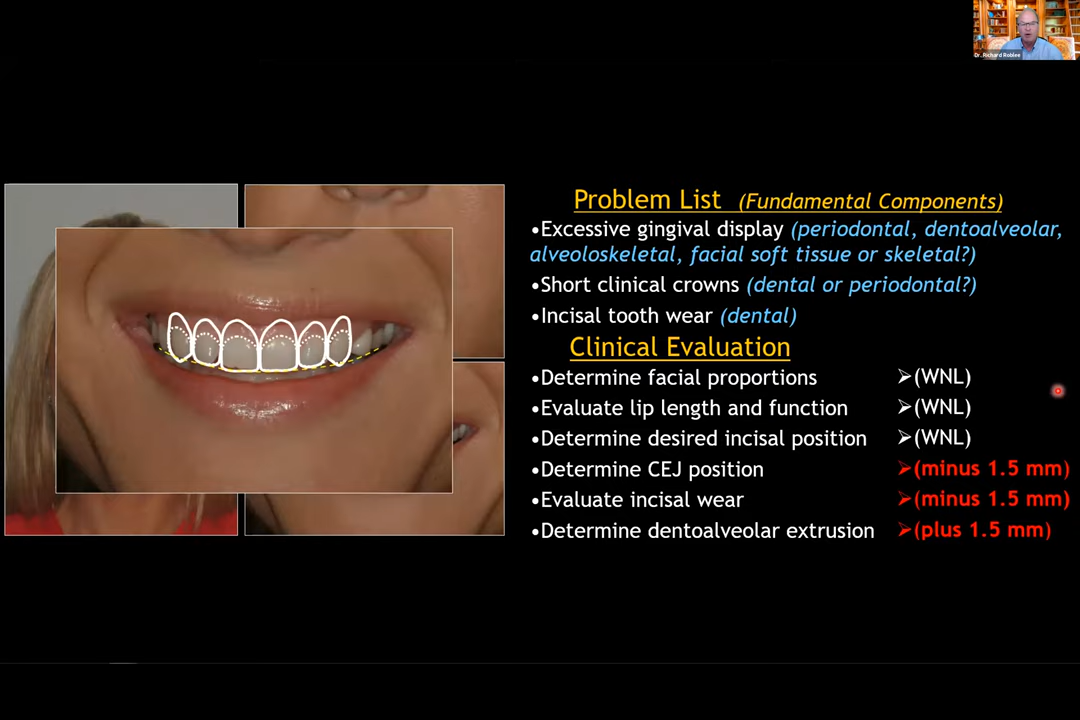 Dr. Richard Roblee
Problem List (Fundamental Components)
•Excessive gingival display (periodontal, dentoalveolar,
alveoloskeletal, facial soft tissue or skeletal?)
•Short clinical crowns (dental or periodontal?)
•Incisal tooth wear (dental)
Clinical Evaluation
•Determine facial proportions ➢(WNL)
•Evaluate lip length and function ➢(WNL)
•Determine desired incisal position ➢(WNL)
•Determine CEJ position ➢(minus 1.5 mm)
•Evaluate incisal wear ➢(minus 1.5 mm)
•Determine dentoalveolar extrusion ➢(plus 1.5 mm)